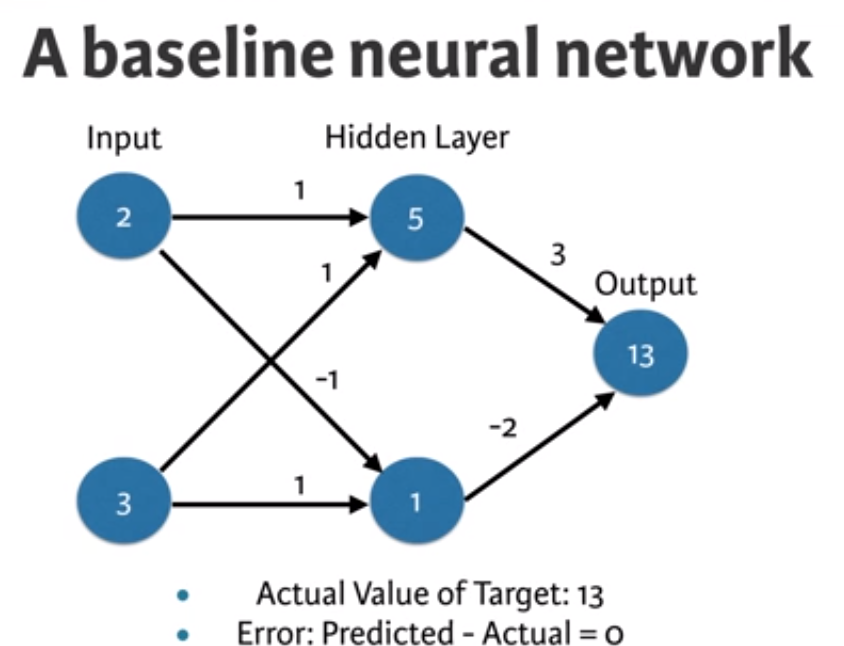 A baseline neural network
Input
Hidden Layer
1
2
5
1
3
Output
13
-1
-2
1
3
1
• Actual Value of Target: 13
• Error: Predicted - Actual = 0